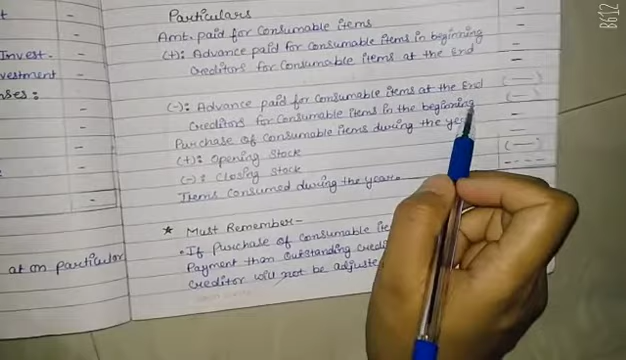 t
Invest.
vestment
nses:
:
at on particular
Particulars
Amt. paid for Consumable items
(+): Advance paid for Consumable items in beginning
Creditors for Consumable items at the End
(-): Advance paid for Consumable items at the End
Creditors for Consumable items in the beginning
Purchase of Consumable items during the ye
(+): Opening Stock
(-): Closing Stock
Items Consumed during the year.
★ Must Remember-
• If Purchase of Consumable ite
Payment than Outstanding Credi
Creditor will not be adjuste
B612